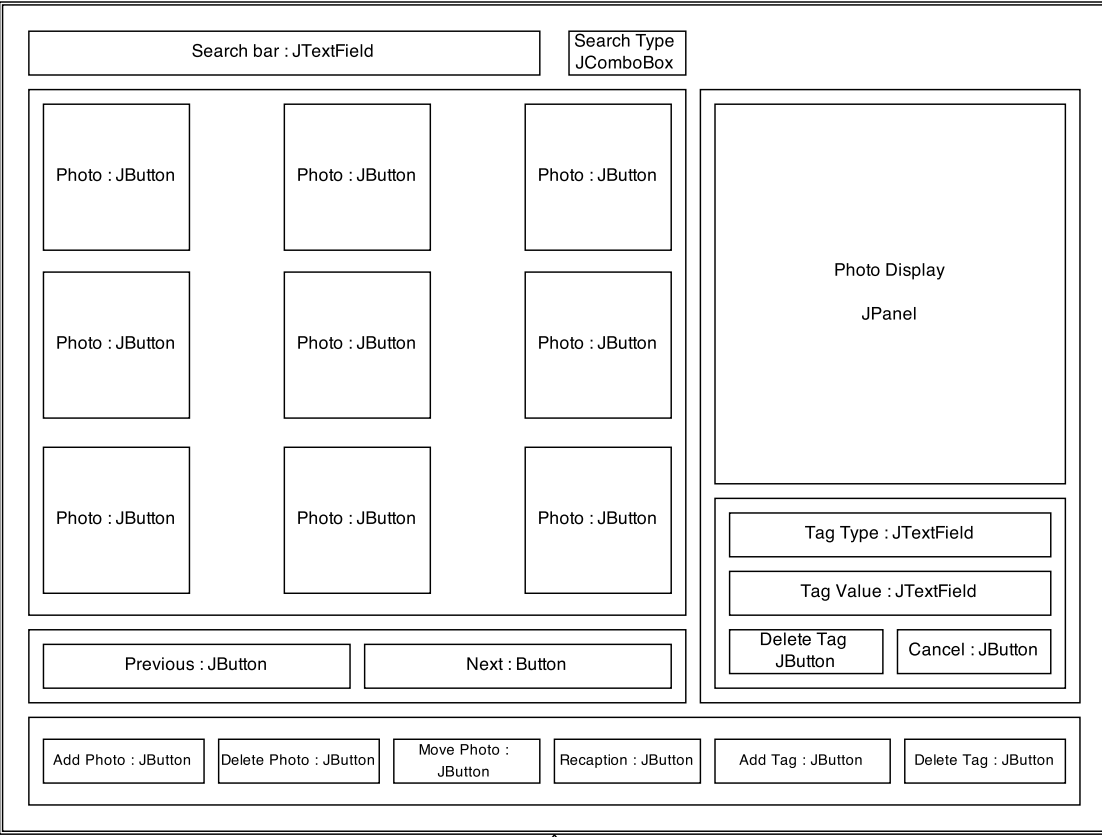 Search bar : JTextField
Search Type
JComboBox
Photo : JButton
Photo : JButton
Photo : JButton
Photo : JButton
Photo : JButton
Photo : JButton
Photo : JButton
Photo : JButton
Photo : JButton
Previous : JButton
Next : Button
Photo Display
JPanel
Tag Type : JTextField
Tag Value : JTextField
Delete Tag
JButton
Cancel : JButton
Add Photo : JButton
Delete Photo : JButton
Move Photo :
JButton
Recaption : JButton
Add Tag : JButton
Delete Tag : JButton